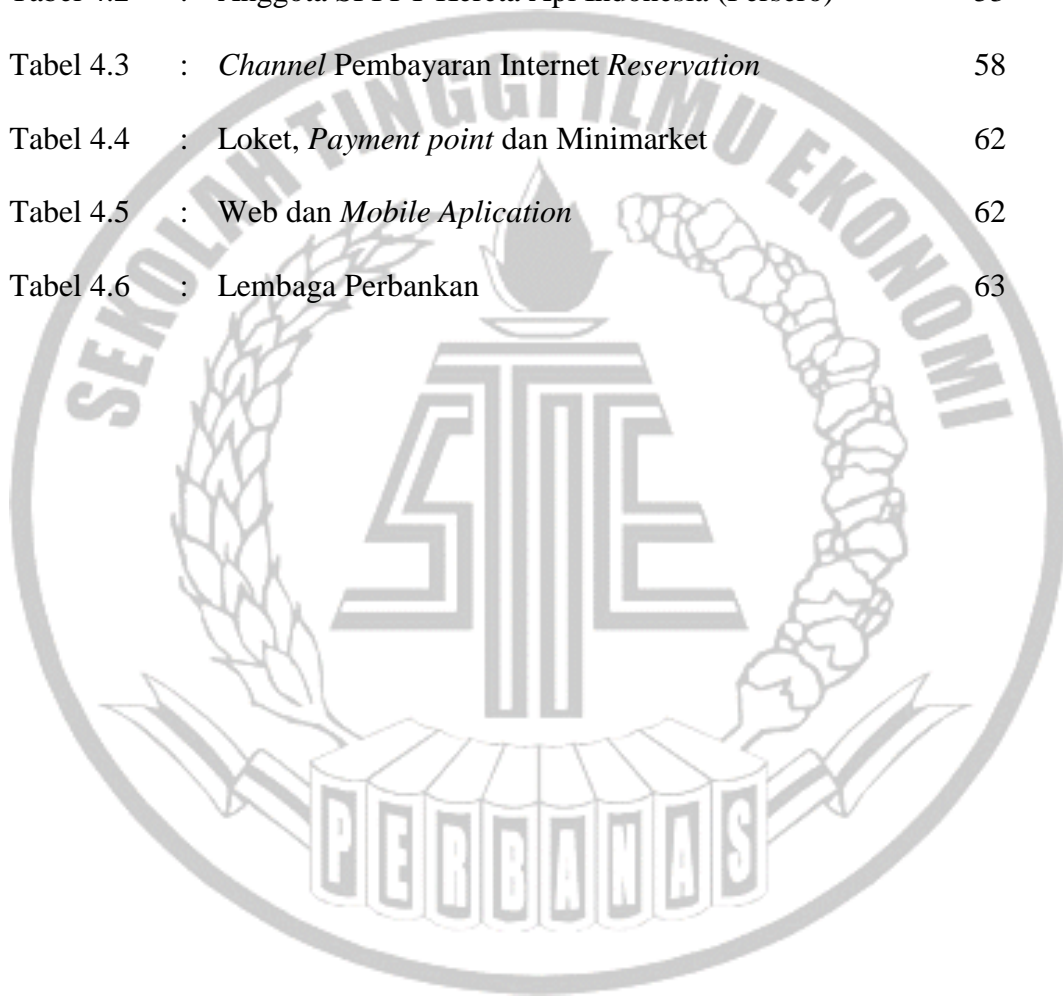 Tabel 4.3 : Channel Pembayaran Internet Reservation 58
Tabel 4.4 : Loket, Payment point dan Minimarket 62
Tabel 4.5 : Web dan Mobile Aplication 62
Tabel 4.6 : Lembaga Perbankan 63
SEKOLAH TINGGI ILMU EKONOMI
STIE
PERBANAS